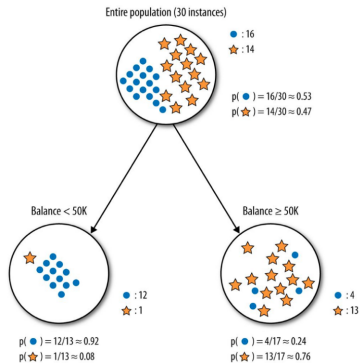 Entire population (30 instances)
: 16
: 14
p( ) = 16/30 ≈ 0.53
p( ) = 14/30 ≈ 0.47
Balance < 50K
Balance ≥ 50K
: 12
: 1
: 4
: 13
p( ) = 12/13 ≈ 0.92
p( ) = 1/13 ≈ 0.08
p( ) = 4/17 ≈ 0.24
p( ) = 13/17 ≈ 0.76